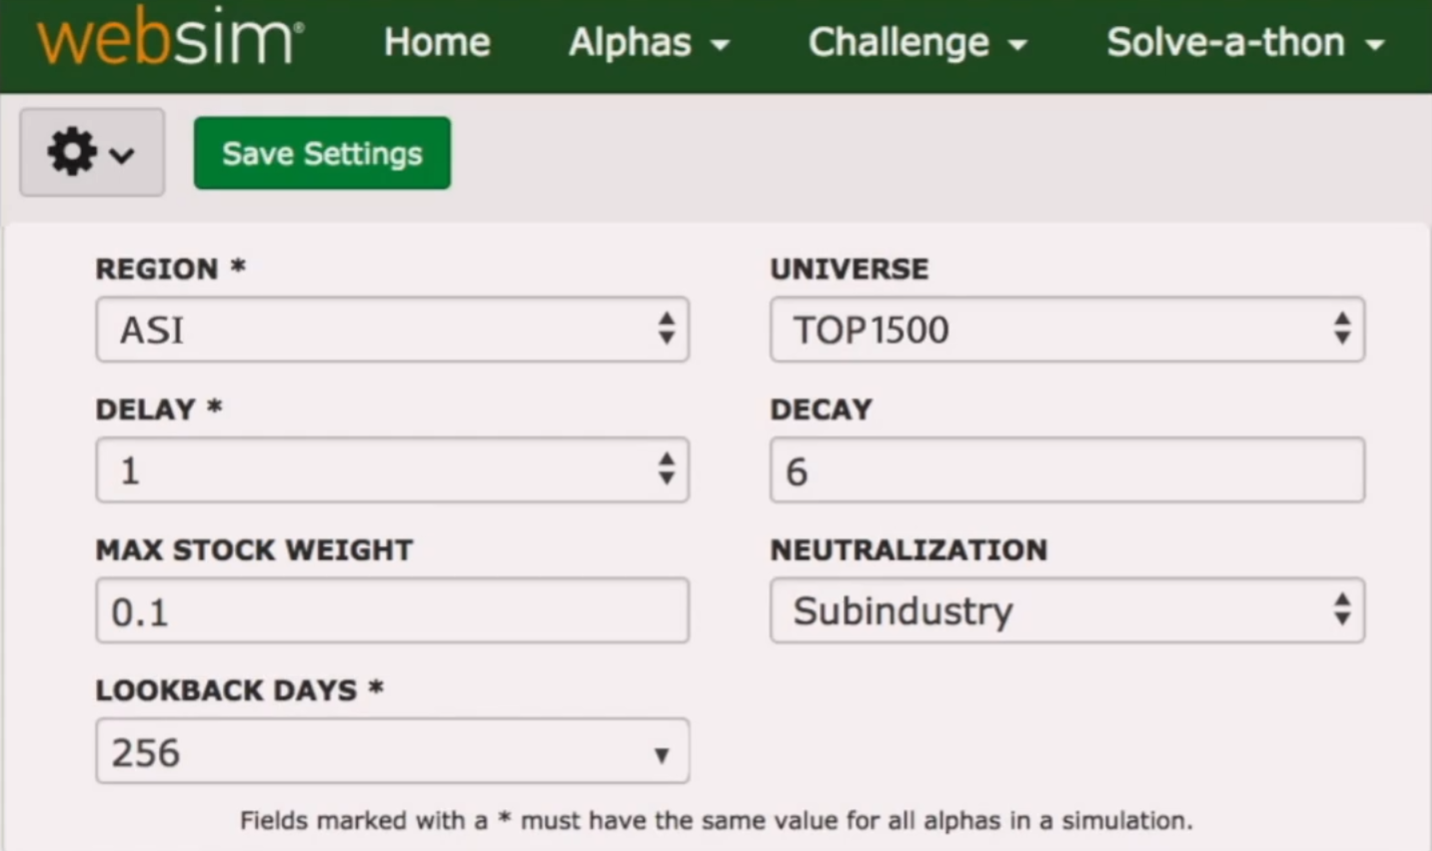 websim® Home Alphas Challenge Solve-a-thon
Save Settings
REGION * UNIVERSE
ASI TOP1500
DELAY * DECAY
1 6
MAX STOCK WEIGHT NEUTRALIZATION
0.1 Subindustry
LOOKBACK DAYS *
256
Fields marked with a * must have the same value for all alphas in a simulation.